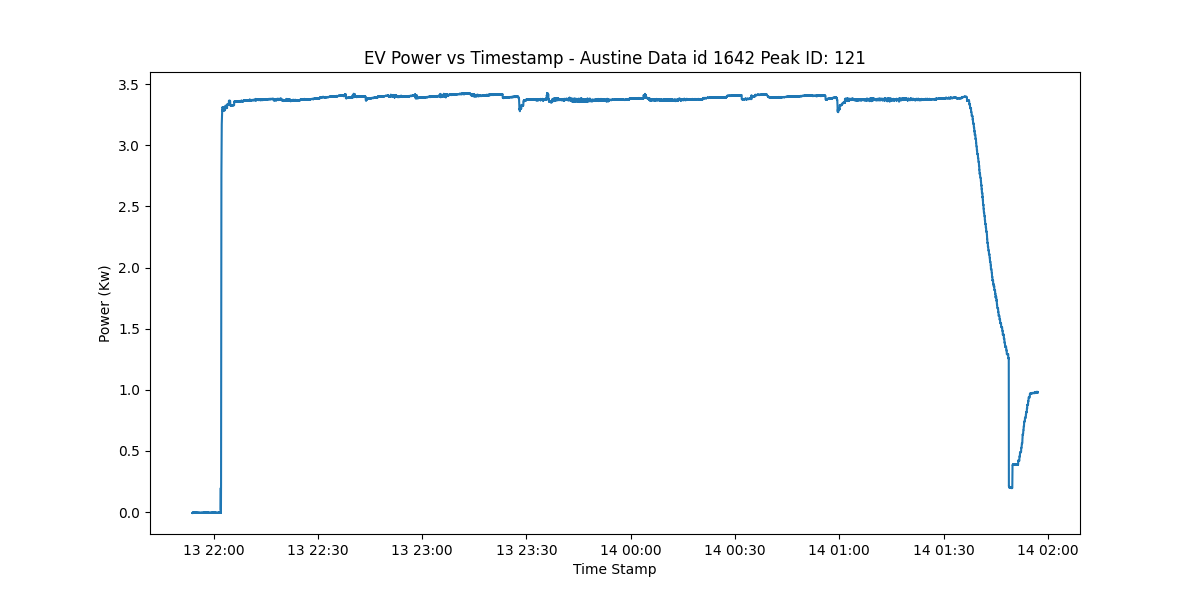 EV Power vs Timestamp - Austine Data id 1642 Peak ID: 121
3.5
3.0
2.5
2.0
1.5
1.0
0.5
0.0
Power (Kw)
13 22:00 13 22:30 13 23:00 13 23:30 14 00:00 14 00:30 14 01:00 14 01:30 14 02:00
Time Stamp